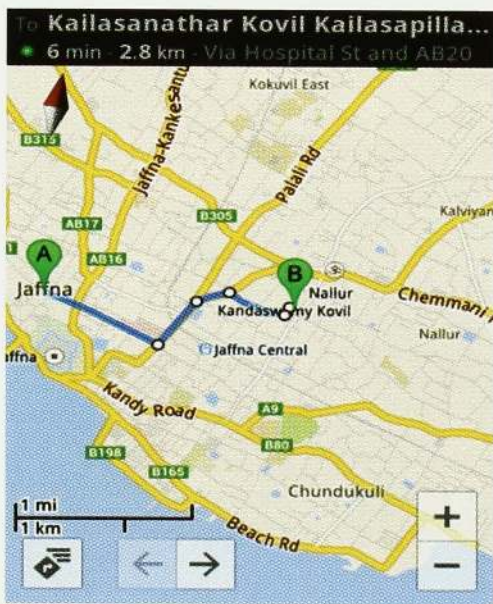 To Kailasanathar Kovil Kailasapilla...
6 min · 2.8 km · Via Hospital St and AB20
Kokuvil East
B315
Jaffna-Kankesantu
Palali Rd
B305
AB17
Kalviyan
AB16
A
B
Jaffna
Nallur
Kandaswamy Kovil
Chemmani R
Nallur
Jaffna Central
affna
Kandy Road
A9
B80
B198
B165
Chundukuli
1 mi
1 km
Beach Rd
+
−